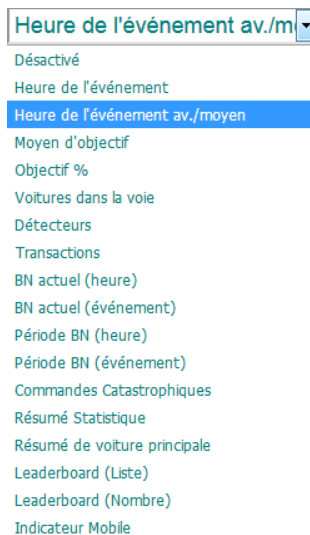 Heure de l'événement av./m
Désactivé
Heure de l'événement
Heure de l'événement av./moyen
Moyen d'objectif
Objectif %
Voitures dans la voie
Détecteurs
Transactions
BN actuel (heure)
BN actuel (événement)
Période BN (heure)
Période BN (événement)
Commandes Catastrophiques
Résumé Statistique
Résumé de voiture principale
Leaderboard (Liste)
Leaderboard (Nombre)
Indicateur Mobile